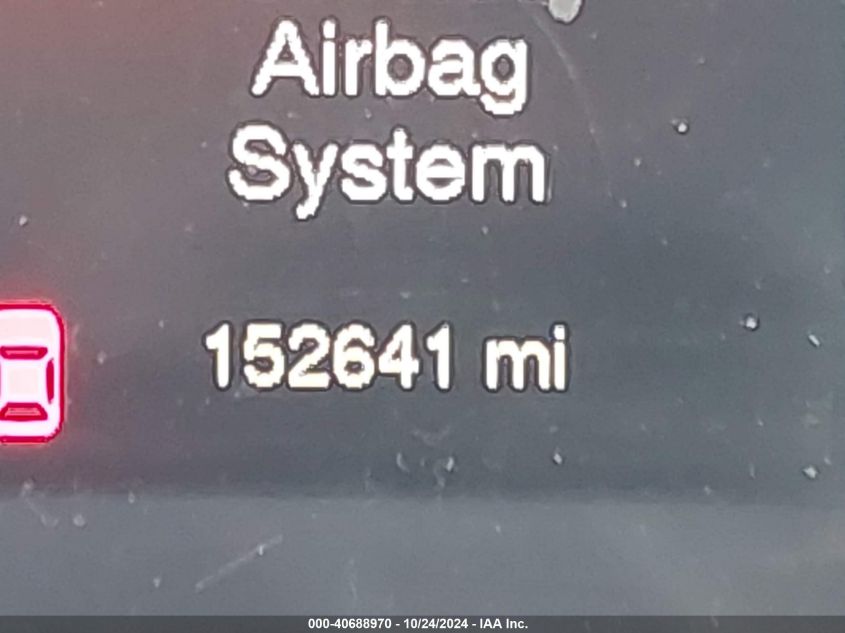 Airbag
System
152641 mi
000-40688970 - 10/24/2024 - IAA Inc.